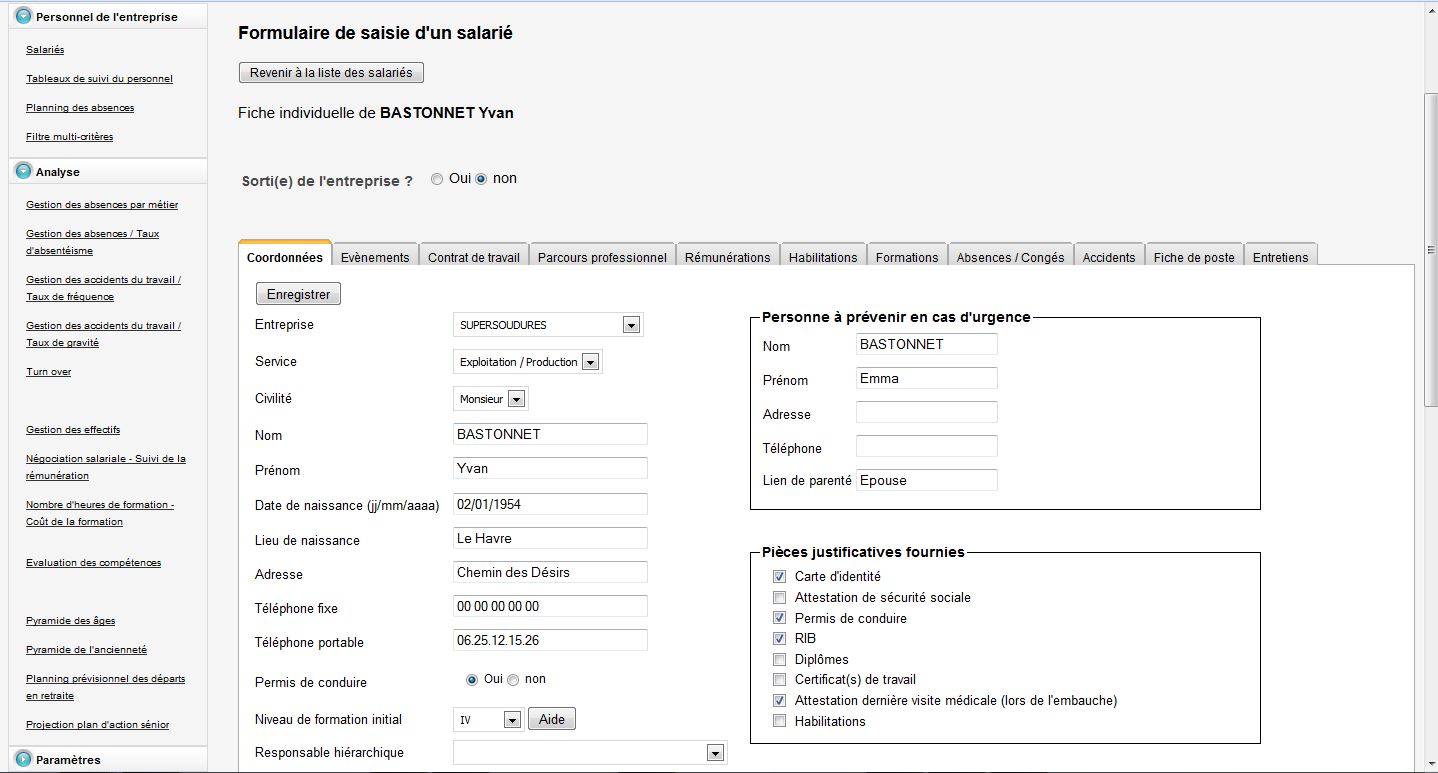 Personnel de l'entreprise
Salariés
Tableaux de suivi du personnel
Planning des absences
Filtre multi-critères
Analyse
Gestion des absences par métier
Gestion des absences / Taux
d'absentéisme
Gestion des accidents du travail /
Taux de fréquence
Gestion des accidents du travail /
Taux de gravité
Turn over
Gestion des effectifs
Négociation salariale - Suivi de la
rémunération
Nombre d'heures de formation -
Coût de la formation
Evaluation des compétences
Pyramide des âges
Pyramide de l'ancienneté
Planning prévisionnel des départs
en retraite
Projection plan d'action sénior
Paramètres
Formulaire de saisie d'un salarié
Revenir à la liste des salariés
Fiche individuelle de BASTONNET Yvan
Sorti(e) de l'entreprise ? Oui non
Coordonnées Evènements Contrat de travail Parcours professionnel Rémunérations Habilitations Formations Absences / Congés Accidents Fiche de poste Entretiens
Enregistrer
Entreprise SUPERSOUDURES
Service Exploitation / Production
Civilité Monsieur
Nom BASTONNET
Prénom Yvan
Date de naissance (jj/mm/aaaa) 02/01/1954
Lieu de naissance Le Havre
Adresse Chemin des Désirs
Téléphone fixe 00 00 00 00 00
Téléphone portable 06.25.12.15.26
Permis de conduire Oui non
Niveau de formation initial IV Aide
Responsable hiérarchique
Personne à prévenir en cas d'urgence
Nom BASTONNET
Prénom Emma
Adresse
Téléphone
Lien de parenté Epouse
Pièces justificatives fournies
Carte d'identité
Attestation de sécurité sociale
Permis de conduire
RIB
Diplômes
Certificat(s) de travail
Attestation dernière visite médicale (lors de l'embauche)
Habilitations